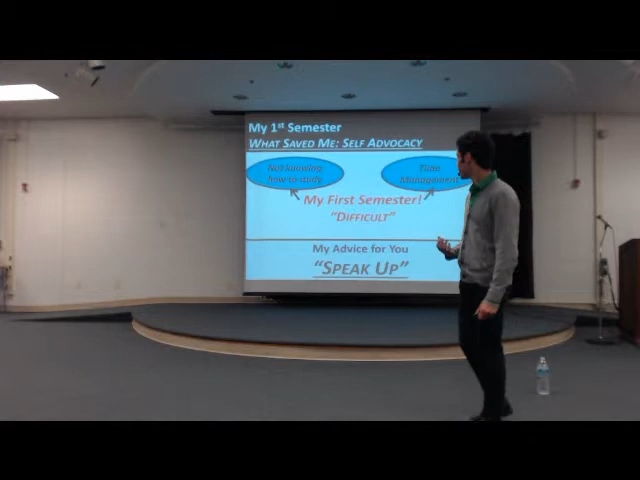 My 1st Semester
What Saved Me: Self Advocacy
Not knowing
how to study
Time
Management
My First Semester!
"Difficult"
My Advice for You
"Speak Up"